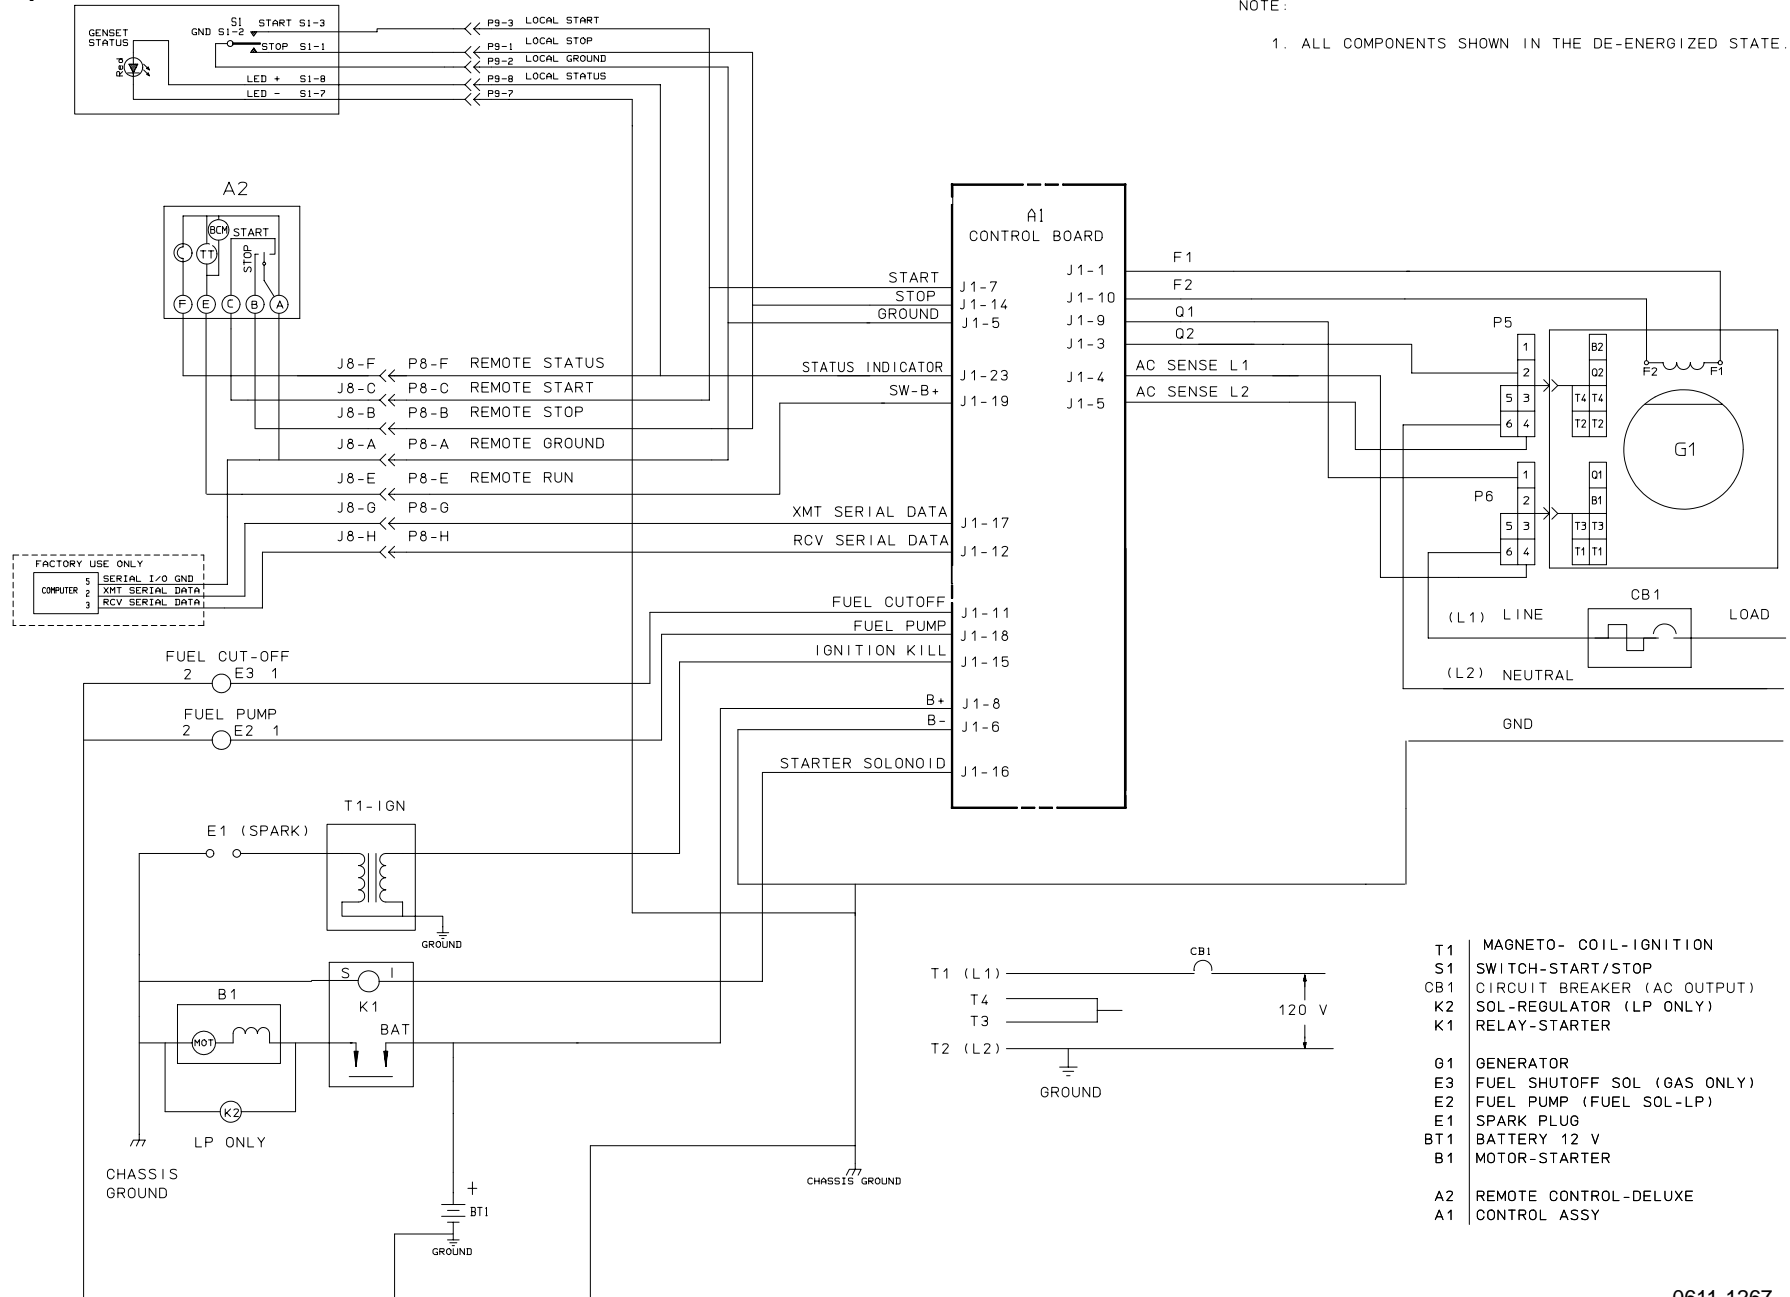 NOTE:
1. ALL COMPONENTS SHOWN IN THE DE-ENERGIZED STATE.
GENSET
STATUS
Red
S1 START S1-3
GND S1-2
STOP S1-1
LED + S1-8
LED - S1-7
P9-3 LOCAL START
P9-1 LOCAL STOP
P9-2 LOCAL GROUND
P9-8 LOCAL STATUS
P9-7
A2
BCM START
TT
STOP
F E C B A
J8-F P8-F REMOTE STATUS
J8-C P8-C REMOTE START
J8-B P8-B REMOTE STOP
J8-A P8-A REMOTE GROUND
J8-E P8-E REMOTE RUN
J8-G P8-G
J8-H P8-H
FACTORY USE ONLY
COMPUTER
5 SERIAL I/O GND
2 XMT SERIAL DATA
3 RCV SERIAL DATA
A1
CONTROL BOARD
START J1-7
STOP J1-14
GROUND J1-5
STATUS INDICATOR J1-23
SW-B+ J1-19
XMT SERIAL DATA J1-17
RCV SERIAL DATA J1-12
FUEL CUTOFF J1-11
FUEL PUMP J1-18
IGNITION KILL J1-15
B+ J1-8
B- J1-6
STARTER SOLONOID J1-16
J1-1 F1
J1-10 F2
J1-9 Q1
J1-3 Q2
J1-4 AC SENSE L1
J1-5 AC SENSE L2
P5
1 B2
2 Q2
5 3 T4 T4
6 4 T2 T2
P6
1 Q1
2 B1
5 3 T3 T3
6 4 T1 T1
F2 F1
G1
CB1
(L1) LINE LOAD
(L2) NEUTRAL
GND
FUEL CUT-OFF
2 E3 1
FUEL PUMP
2 E2 1
T1-IGN
E1 (SPARK)
GROUND
S I
K1
BAT
B1
MOT
K2
LP ONLY
CHASSIS
GROUND
+
BT1
GROUND
CHASSIS GROUND
T1 (L1)
CB1
T4
T3
120 V
T2 (L2)
GROUND
T1 MAGNETO- COIL-IGNITION
S1 SWITCH-START/STOP
CB1 CIRCUIT BREAKER (AC OUTPUT)
K2 SOL-REGULATOR (LP ONLY)
K1 RELAY-STARTER
G1 GENERATOR
E3 FUEL SHUTOFF SOL (GAS ONLY)
E2 FUEL PUMP (FUEL SOL-LP)
E1 SPARK PLUG
BT1 BATTERY 12 V
B1 MOTOR-STARTER
A2 REMOTE CONTROL-DELUXE
A1 CONTROL ASSY